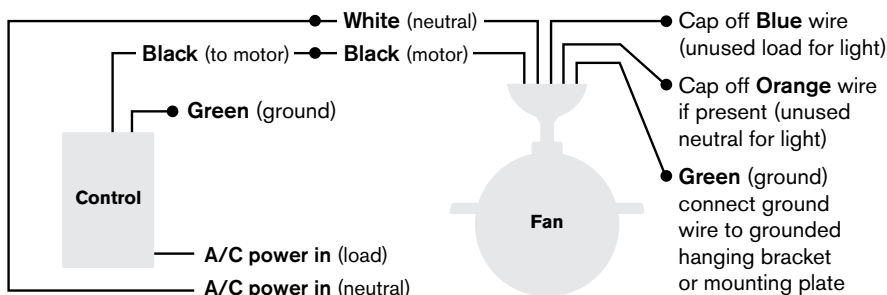 White (neutral)
Black (to motor)
Black (motor)
Green (ground)
Control
A/C power in (load)
A/C power in (neutral)
Fan
Cap off Blue wire
(unused load for light)
Cap off Orange wire
if present (unused
neutral for light)
Green (ground)
connect ground
wire to grounded
hanging bracket
or mounting plate